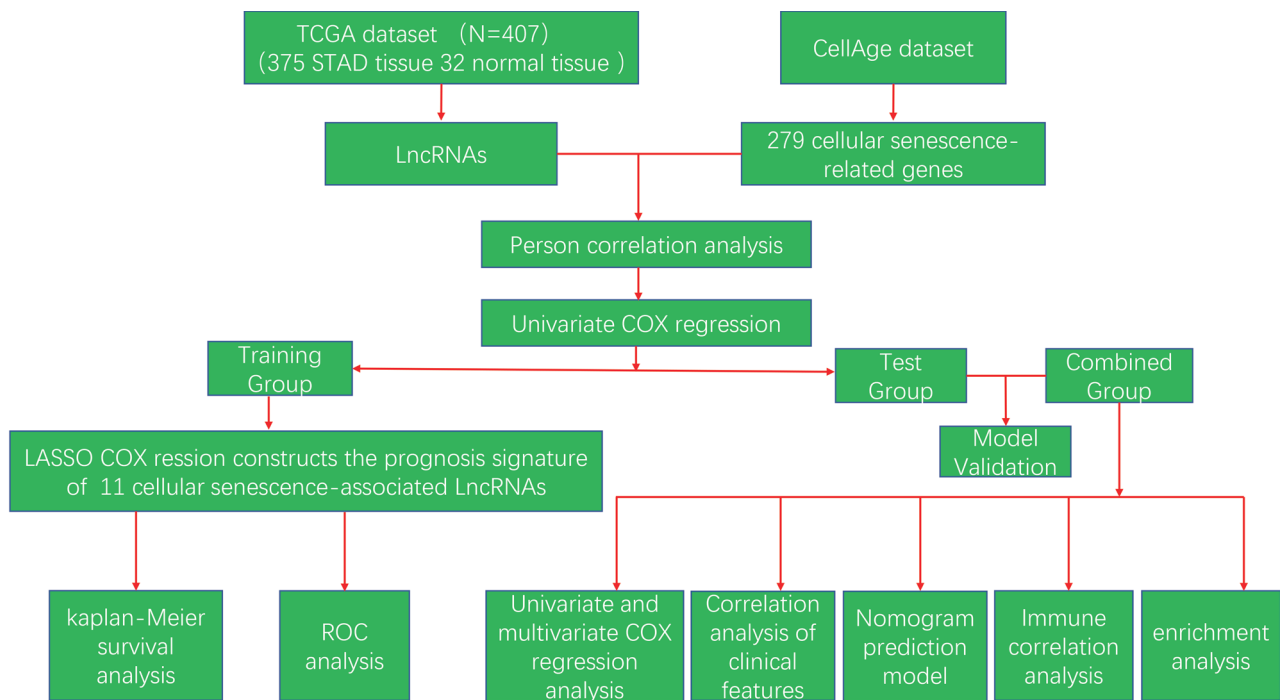 TCGA dataset （N=407）
（375 STAD tissue 32 normal tissue ）
CellAge dataset
LncRNAs
279 cellular senescence-
related genes
Person correlation analysis
Univariate COX regression
Training
Group
Test
Group
Combined
Group
Model
Validation
LASSO COX ression constructs the prognosis signature
of 11 cellular senescence-associated LncRNAs
kaplan-Meier
survival
analysis
ROC
analysis
Univariate and
multivariate COX
regression
analysis
Correlation
analysis of
clinical
features
Nomogram
prediction
model
Immune
correlation
analysis
enrichment
analysis